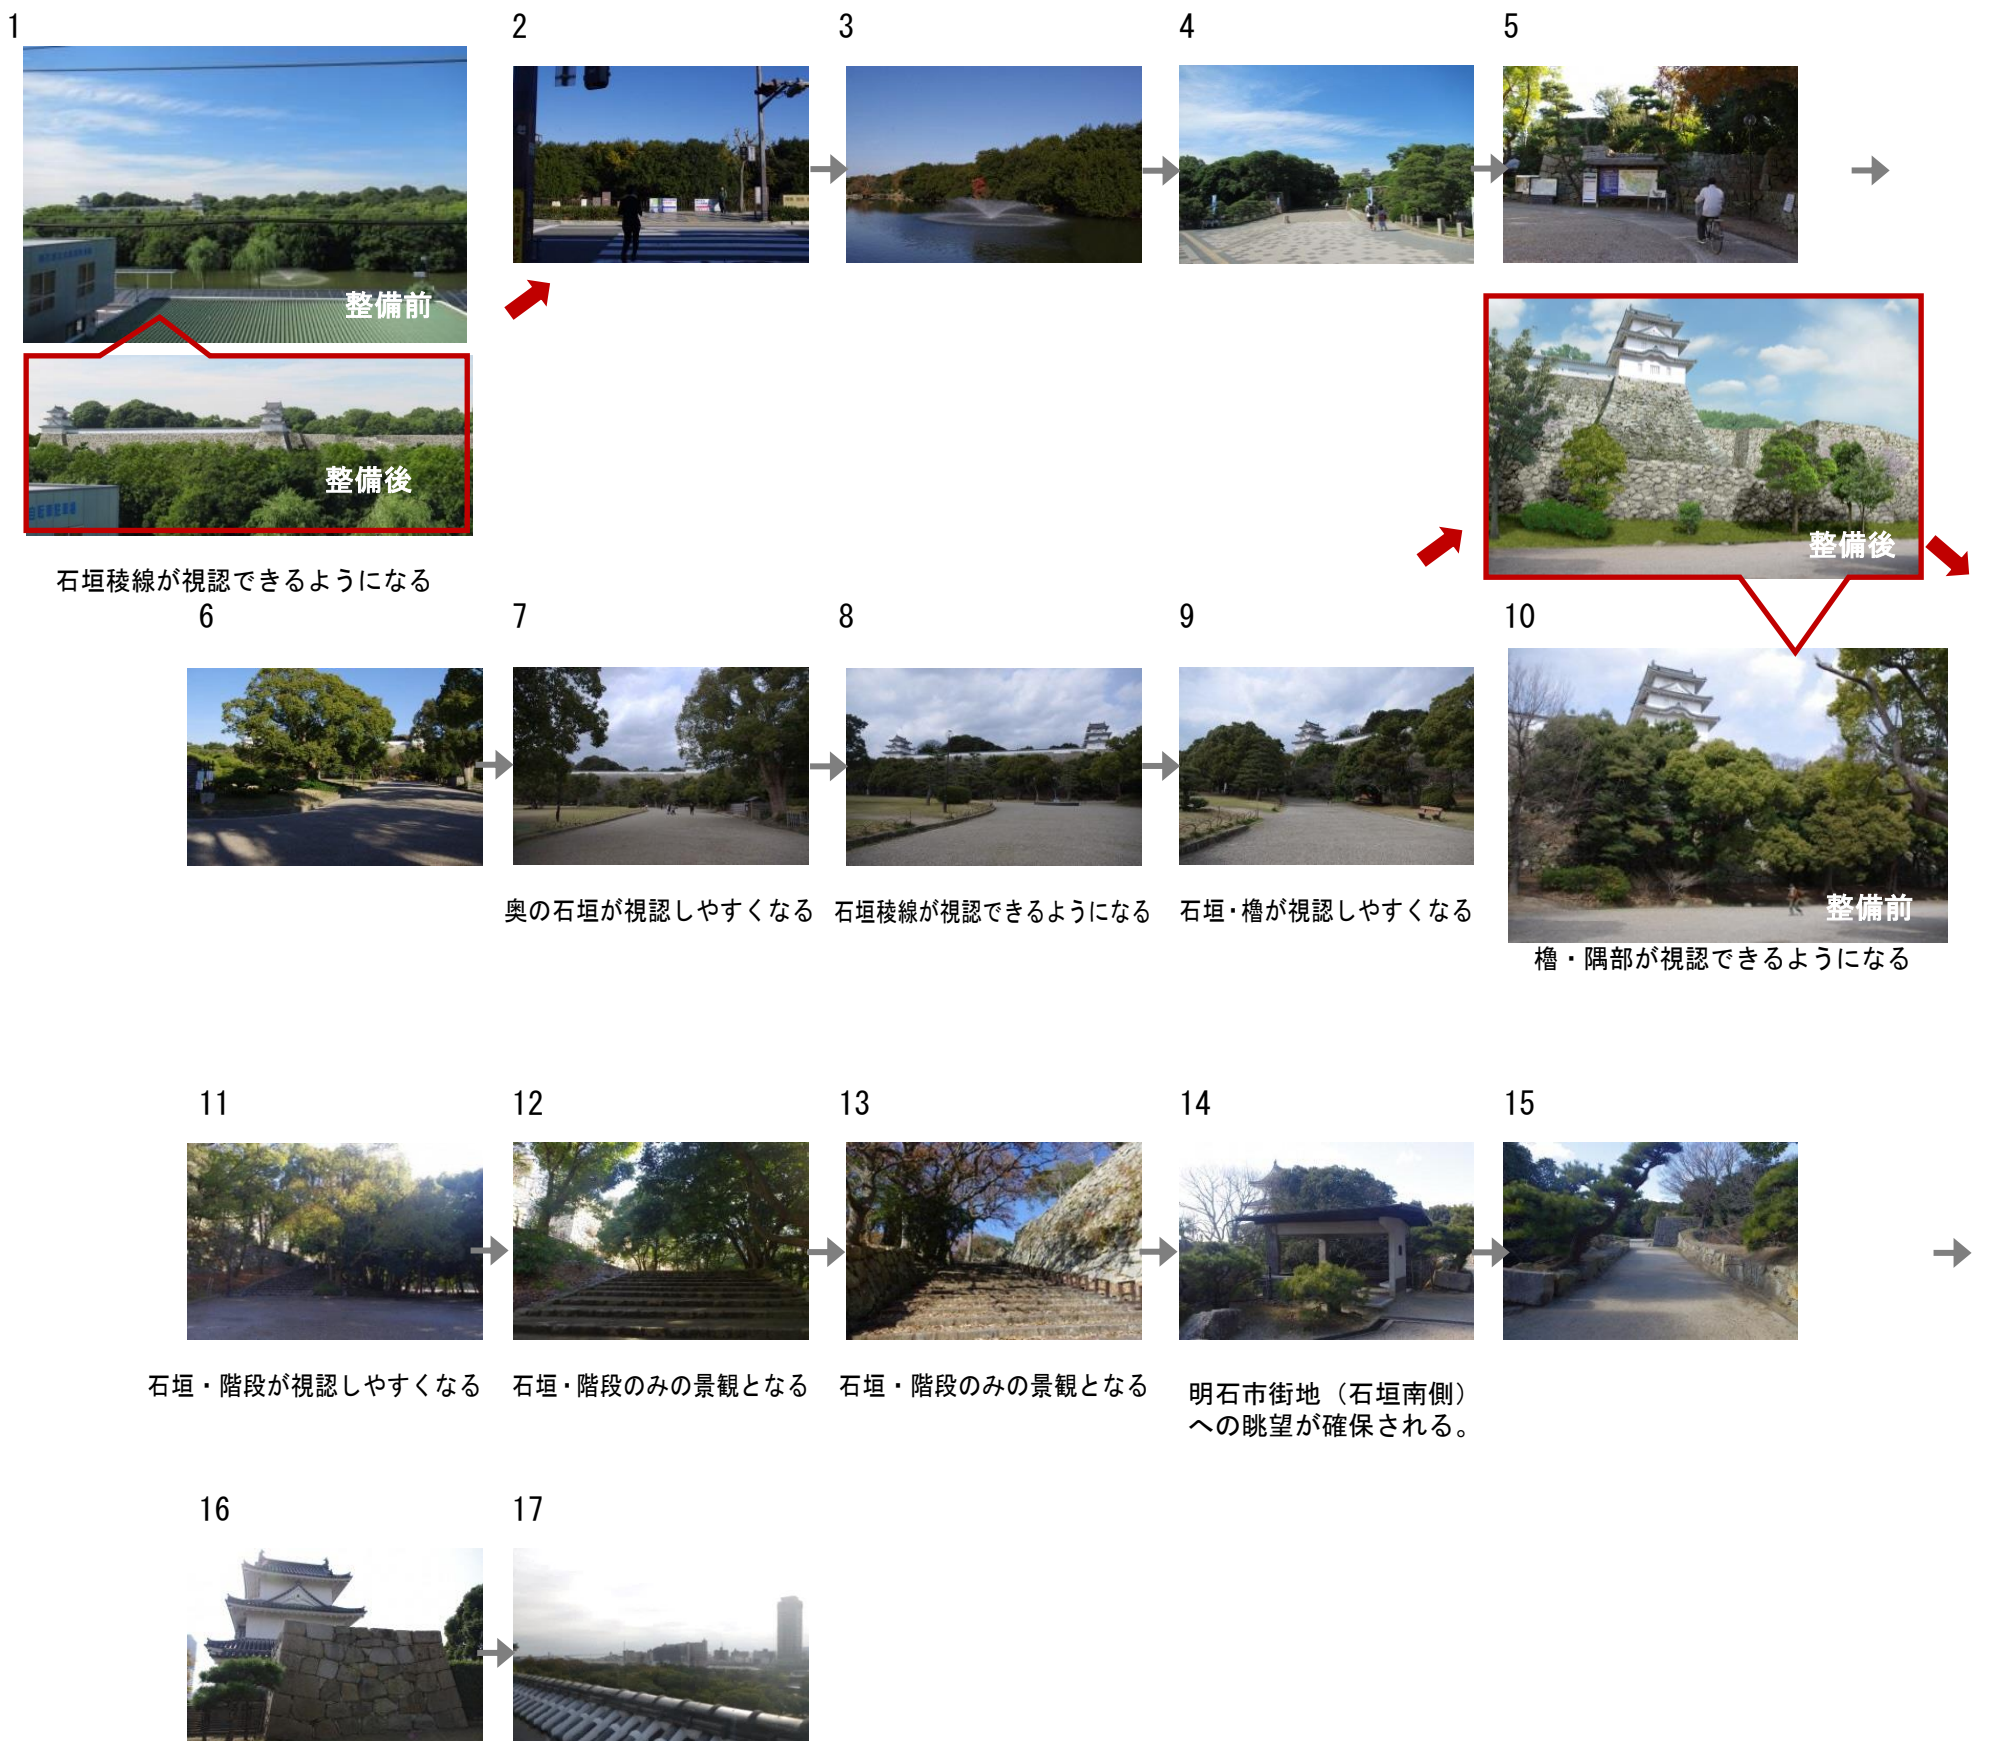 1
2
3
4
5
整備前
整備後
石垣稜線が視認できるようになる
整備後
6
7
8
9
10
奥の石垣が視認しやすくなる
石垣稜線が視認できるようになる
石垣・櫓が視認しやすくなる
整備前
櫓・隅部が視認できるようになる
11
12
13
14
15
石垣・階段が視認しやすくなる
石垣・階段のみの景観となる
石垣・階段のみの景観となる
明石市街地（石垣南側）
への眺望が確保される。
16
17